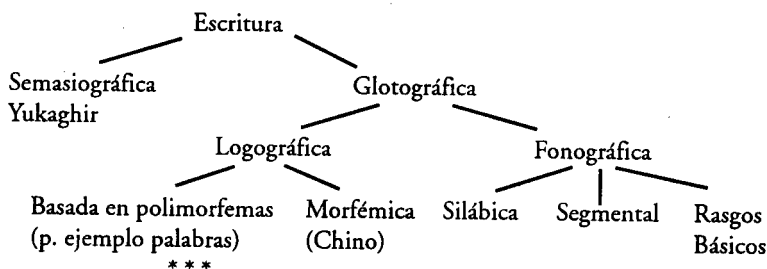 Escritura
Semasiográfica
Yukaghir
Glotográfica
Logográfica
Fonográfica
Basada en polimorfemas
(p. ejemplo palabras)
* * *
Morfémica
(Chino)
Silábica
Segmental
Rasgos
Básicos